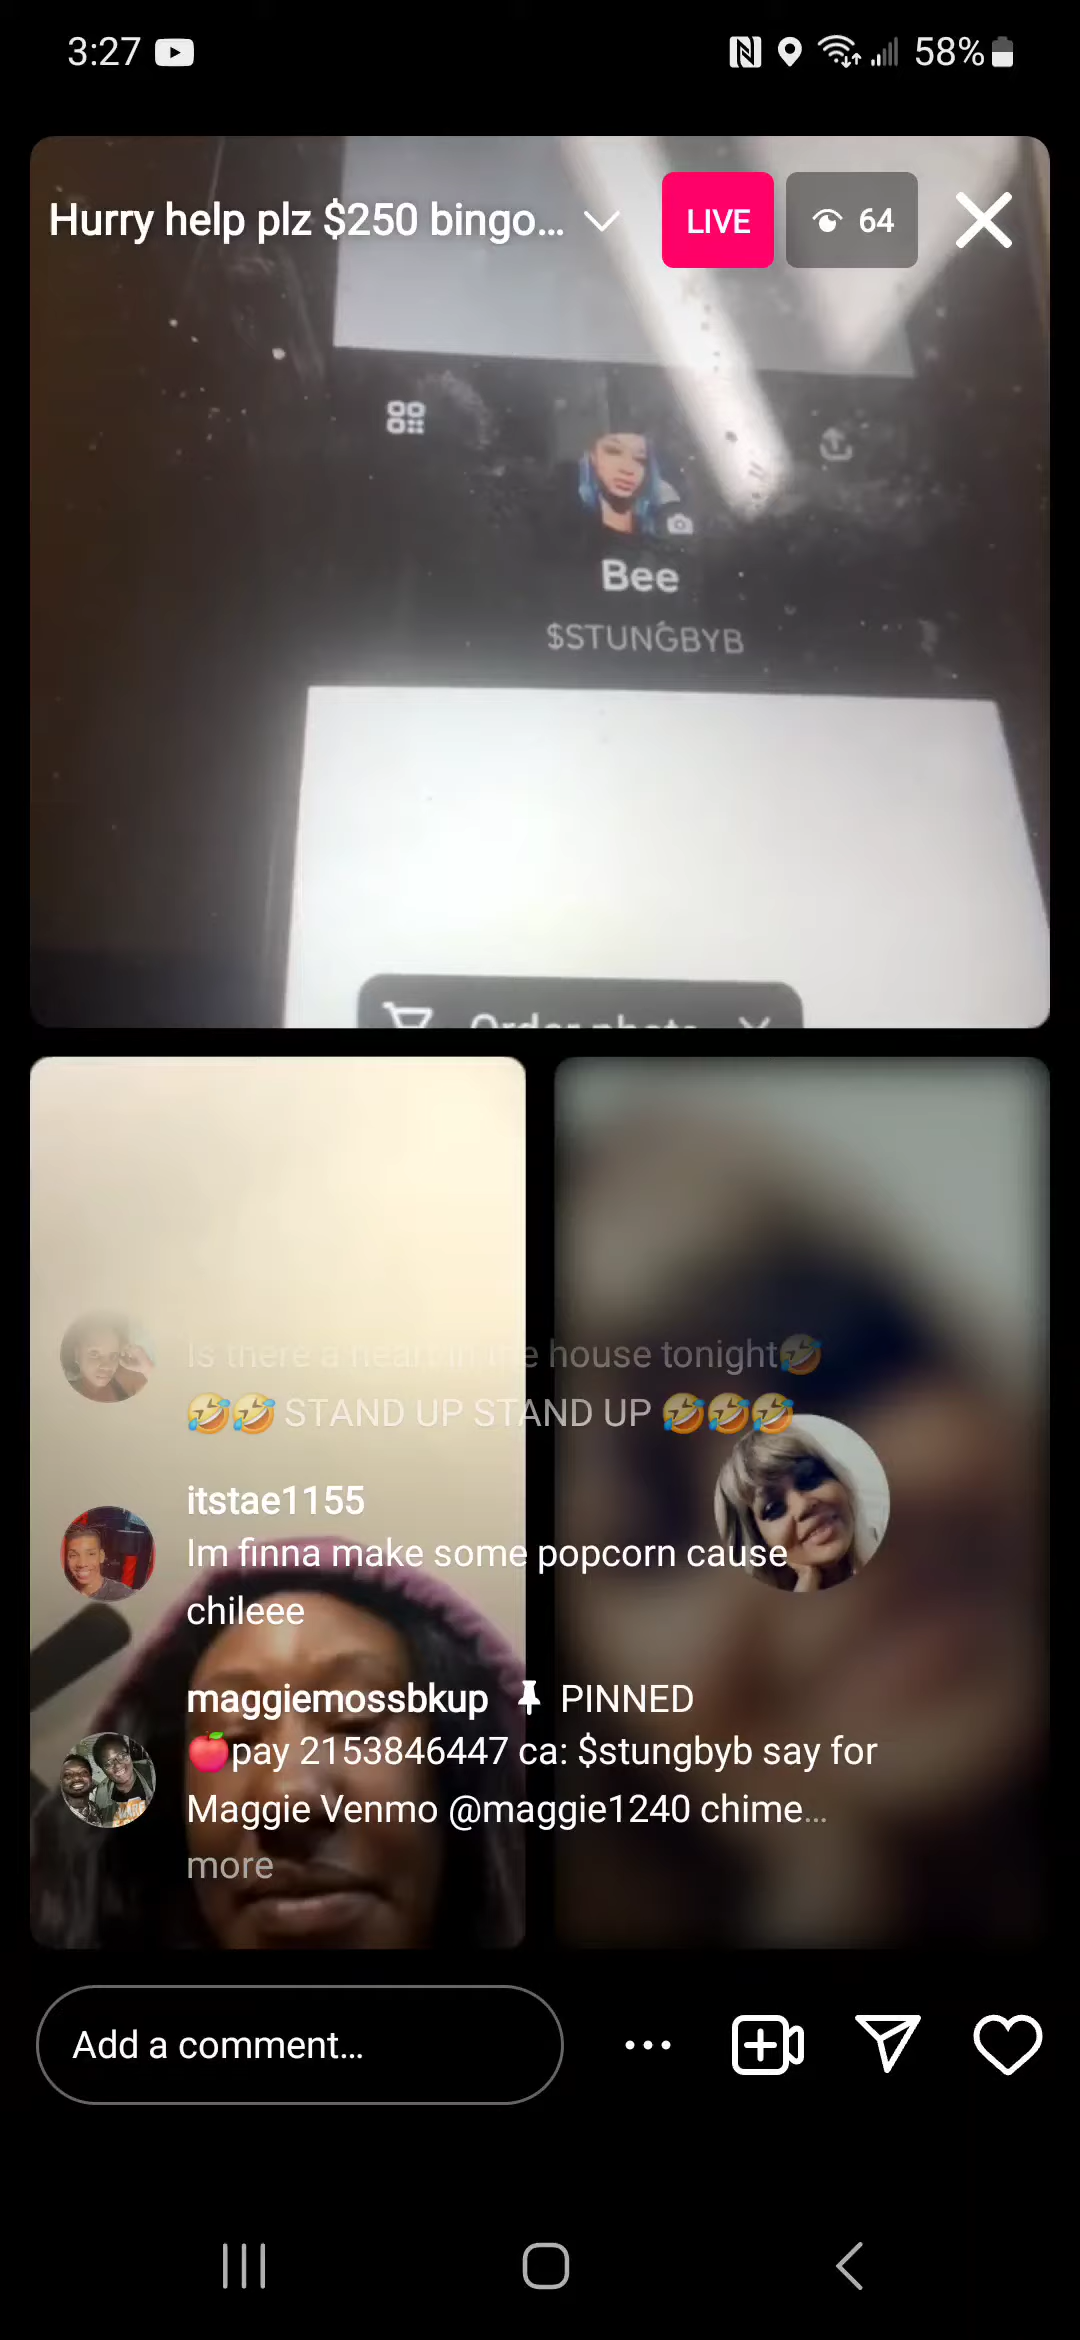 3:27
58%
Hurry help plz $250 bingo...
LIVE
64
Bee
$STUNGBYB
Order photo
Is there a heart in the house tonight🤣
🤣🤣 STAND UP STAND UP 🤣🤣🤣
itstae1155
Im finna make some popcorn cause
chileee
maggiemossbkup PINNED
🍎pay 2153846447 ca: $stungbyb say for
Maggie Venmo @maggie1240 chime...
more
Add a comment...